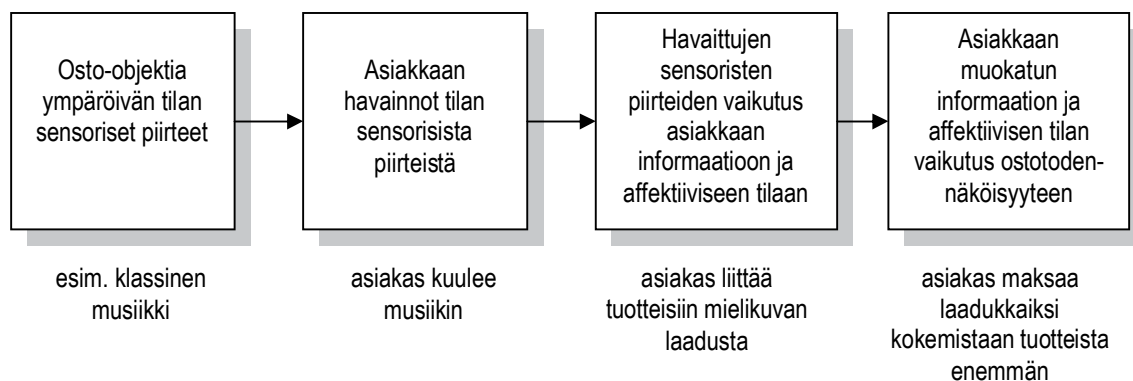 Osto-objektia
ympäröivän tilan
sensoriset piirteet
Asiakkaan
havainnot tilan
sensorisista
piirteistä
Havaittujen
sensoristen
piirteiden vaikutus
asiakkaan
informaatioon ja
affektiiviseen tilaan
Asiakkaan
muokatun
informaation ja
affektiivisen tilan
vaikutus ostotoden-
näköisyyteen
esim. klassinen
musiikki
asiakas kuulee
musiikin
asiakas liittää
tuotteisiin mielikuvan
laadusta
asiakas maksaa
laadukkaiksi
kokemistaan tuotteista
enemmän